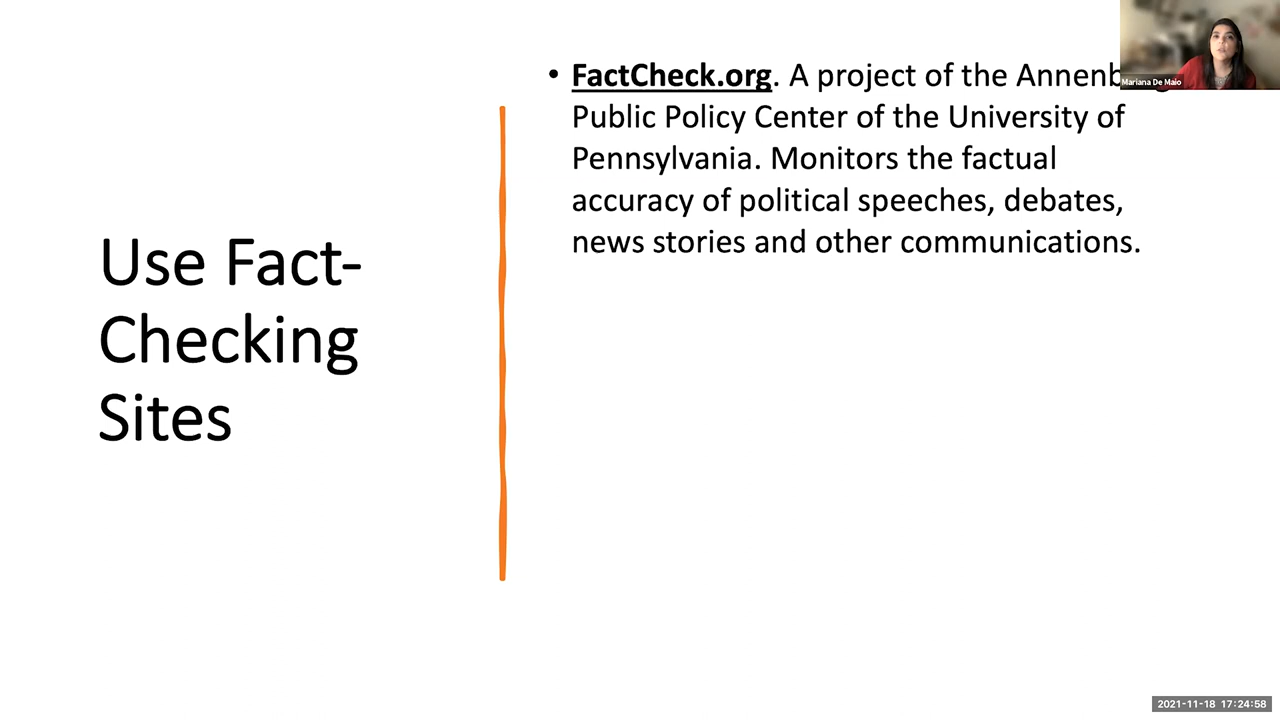 Use Fact-
Checking
Sites
• FactCheck.org. A project of the
Public Policy Center of the University of
Pennsylvania. Monitors the factual
accuracy of political speeches, debates,
news stories and other communications.
Mariana De Maio
2021-11-18 17:24:58